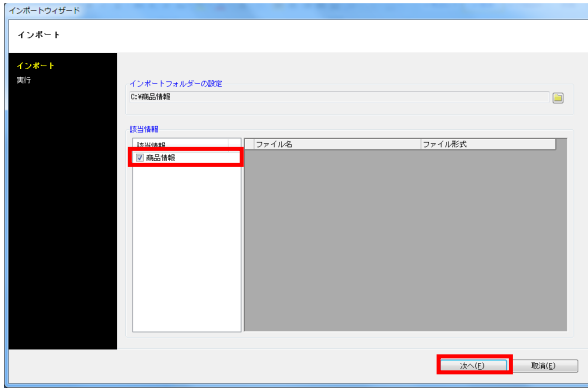 インポートウィザード
インポート
インポート
実行
インポートフォルダーの設定
C:¥商品情報
該当情報
該当情報
ファイル名
ファイル形式
商品情報
次へ(F)
取消(E)